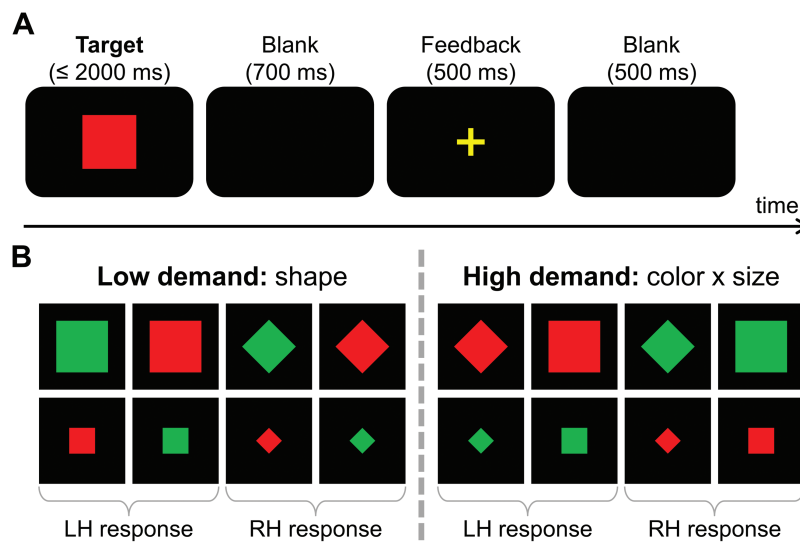 A
Target
(≤ 2000 ms)
Blank
(700 ms)
Feedback
(500 ms)
Blank
(500 ms)
time
B
Low demand: shape
High demand: color x size
LH response
RH response
LH response
RH response